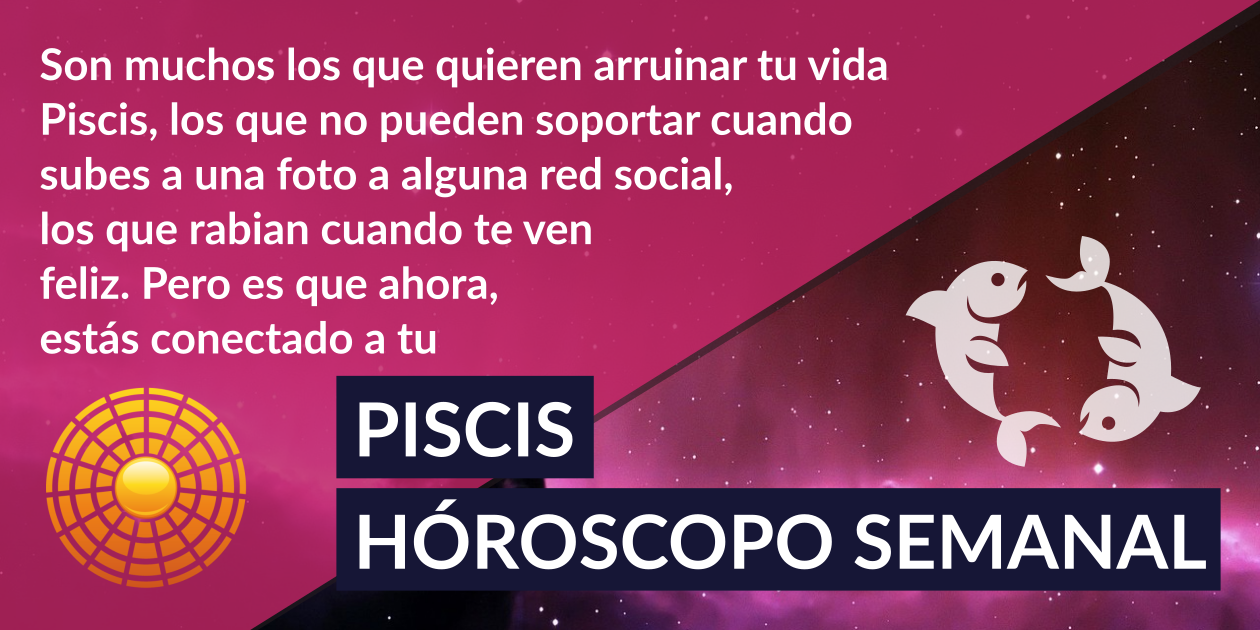 Son muchos los que quieren arruinar tu vida
Piscis, los que no pueden soportar cuando
subes a una foto a alguna red social,
los que rabian cuando te ven
feliz. Pero es que ahora,
estás conectado a tu
PISCIS
HÓROSCOPO SEMANAL